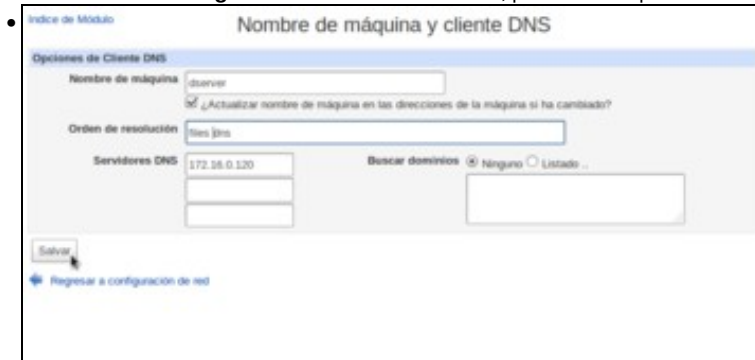 Indice de Módulo
Nombre de máquina y cliente DNS
Opciones de Cliente DNS
Nombre de máquina dserver
¿Actualizar nombre de máquina en las direcciones de la máquina si ha cambiado?
Orden de resolución files dns
Servidores DNS 172.16.0.120 Buscar dominios Ninguno Listado ..
Salvar
Regresar a configuración de red